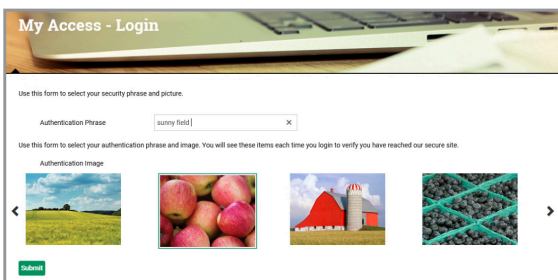 My Access - Login
Use this form to select your security phrase and picture.
Authentication Phrase
sunny field
Use this form to select your authentication phrase and image. You will see these items each time you login to verify you have reached our secure site.
Authentication Image
Submit